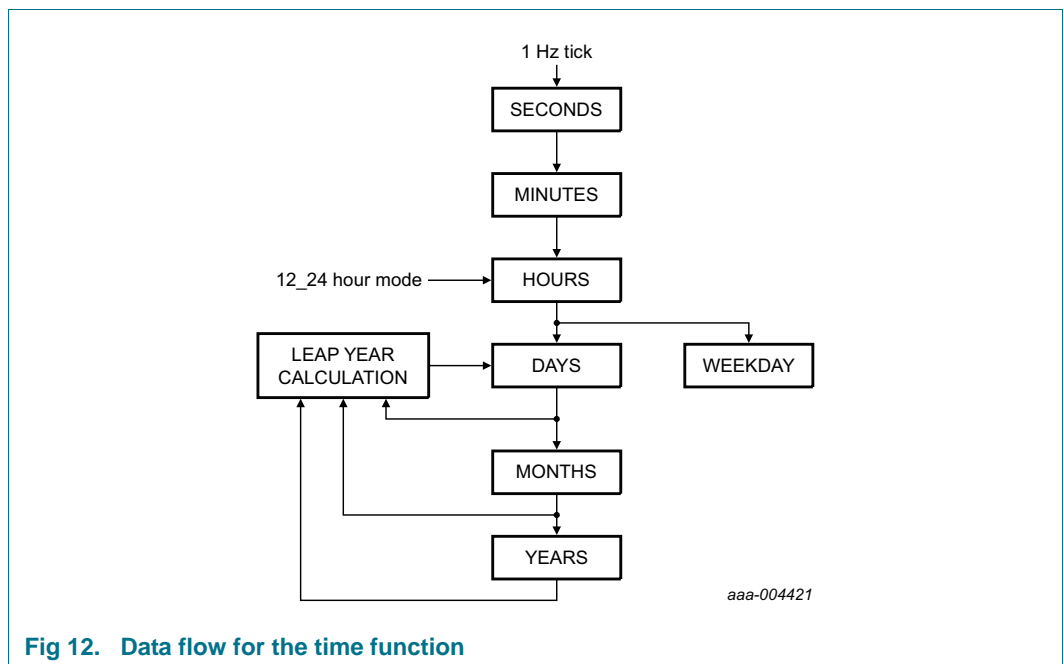 1 Hz tick
SECONDS
MINUTES
12_24 hour mode
HOURS
LEAP YEAR
CALCULATION
DAYS
WEEKDAY
MONTHS
YEARS
aaa-004421
Fig 12. Data flow for the time function